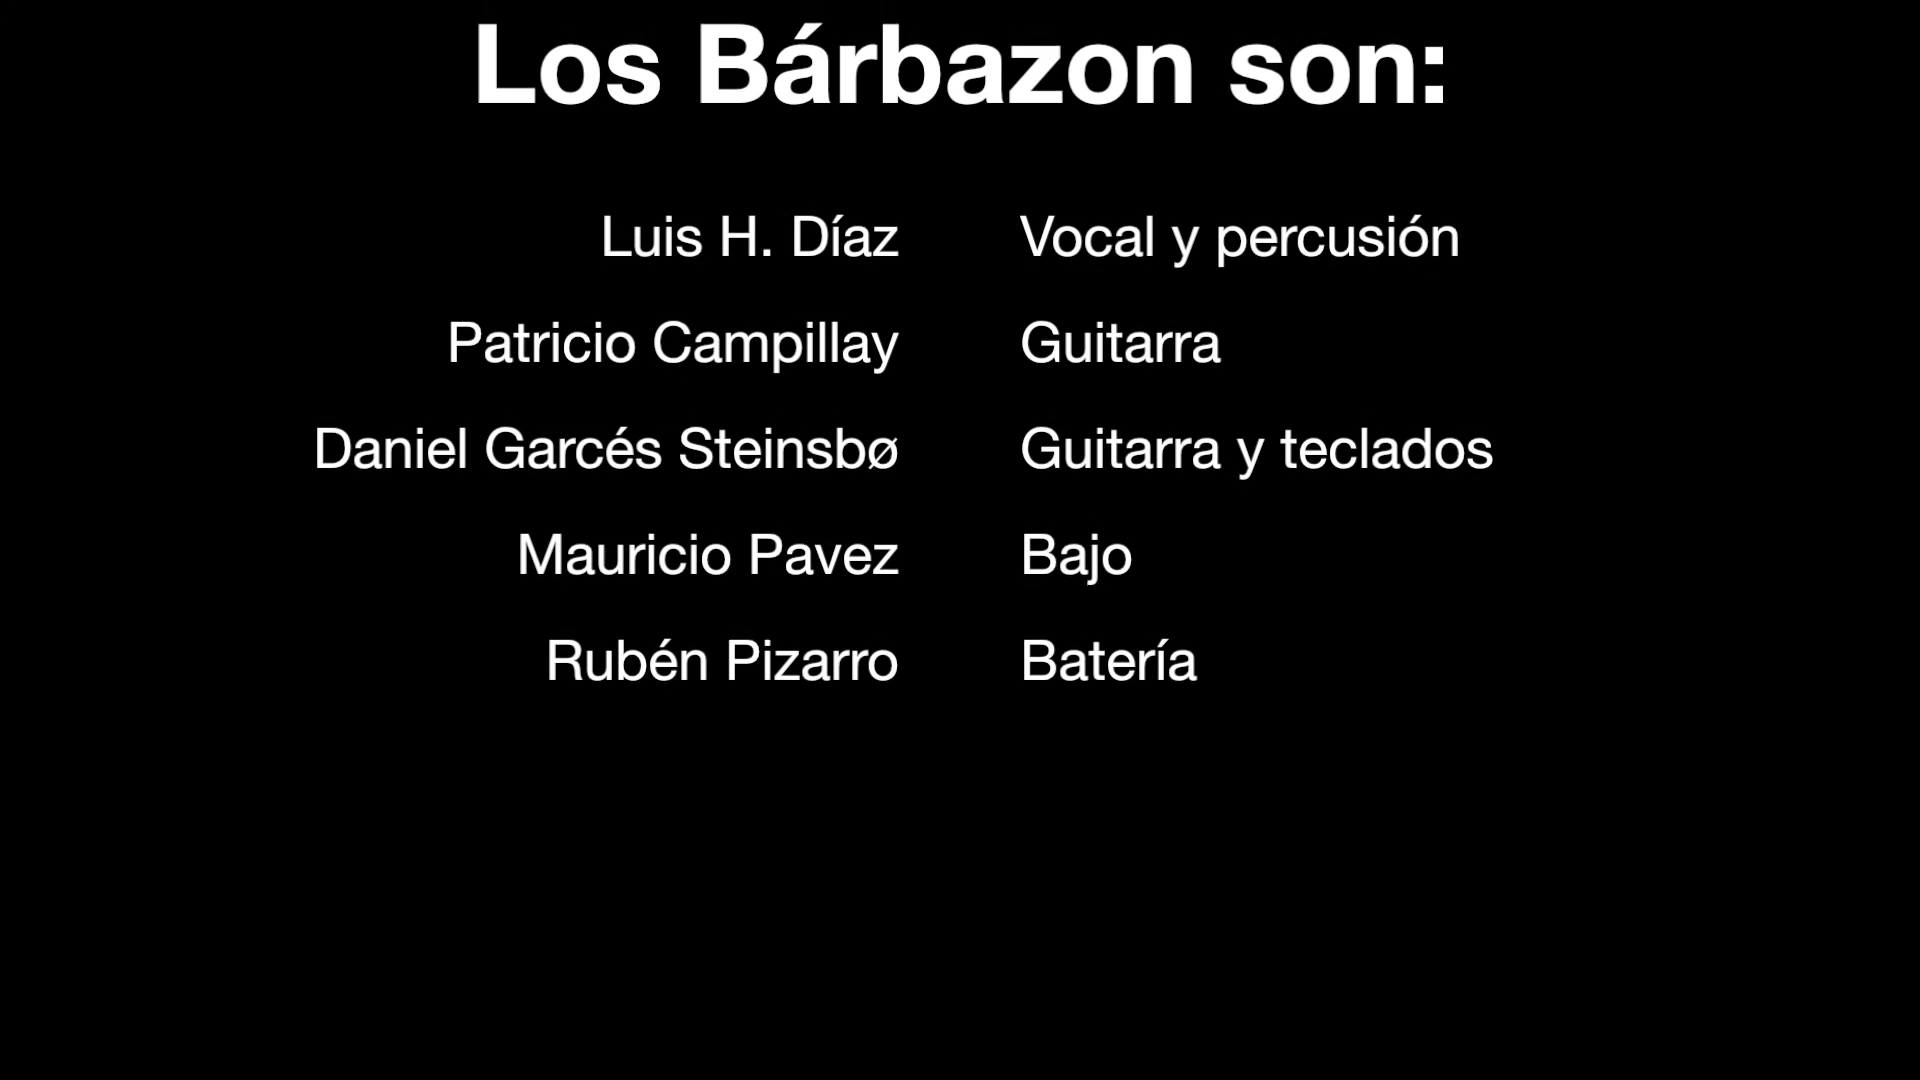 Los Bárbazon son:
Luis H. Díaz Vocal y percusión
Patricio Campillay Guitarra
Daniel Garcés Steinsbø Guitarra y teclados
Mauricio Pavez Bajo
Rubén Pizarro Batería